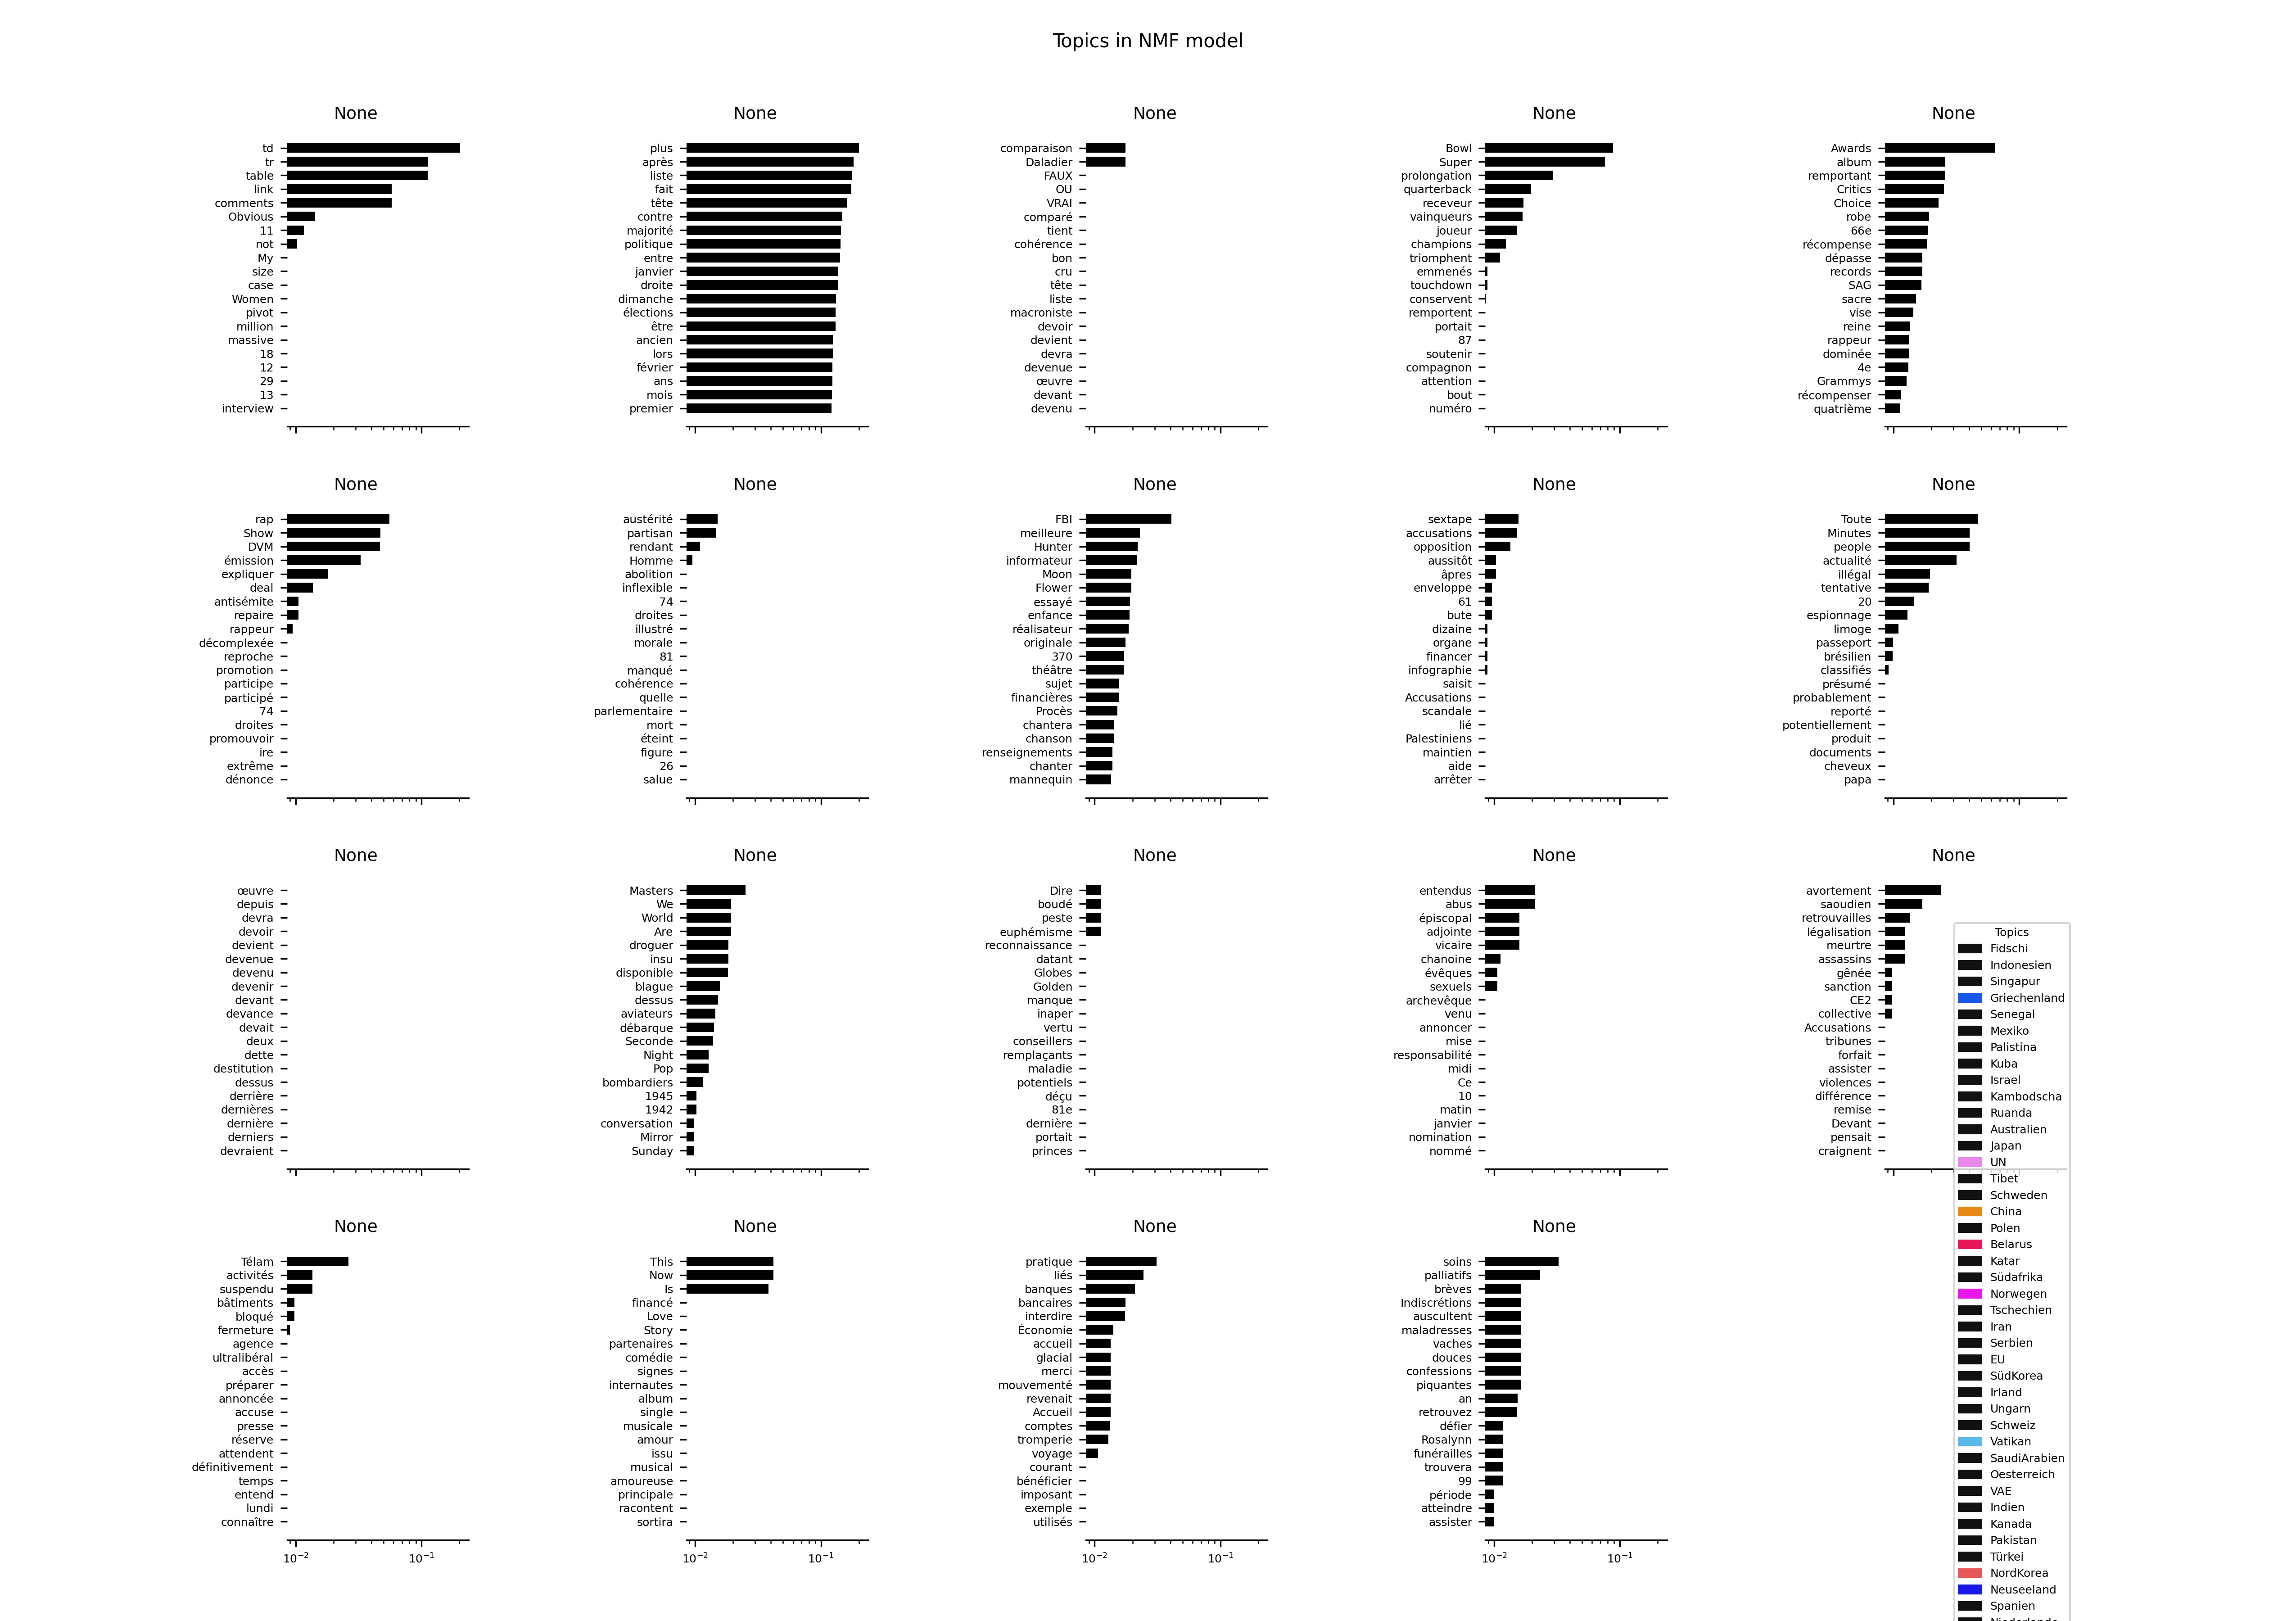 Topics in NMF model
None
td
tr
table
link
comments
Obvious
11
not
My
size
case
Women
pivot
million
massive
18
12
29
13
interview
None
plus
après
liste
fait
tête
contre
majorité
politique
entre
janvier
droite
dimanche
élections
être
ancien
lors
février
ans
mois
premier
None
comparaison
Daladier
FAUX
OU
VRAI
comparé
tient
cohérence
bon
cru
tête
liste
macroniste
devoir
devient
devra
devenue
œuvre
devant
devenu
None
Bowl
Super
prolongation
quarterback
receveur
vainqueurs
joueur
champions
triomphent
emmenés
touchdown
conservent
remportent
portait
87
soutenir
compagnon
attention
bout
numéro
None
Awards
album
remportant
Critics
Choice
robe
66e
récompense
dépasse
records
SAG
sacre
vise
reine
rappeur
dominée
4e
Grammys
récompenser
quatrième
None
rap
Show
DVM
émission
expliquer
deal
antisémite
repaire
rappeur
décomplexée
reproche
promotion
participe
participé
74
droites
promouvoir
ire
extrême
dénonce
None
austérité
partisan
rendant
Homme
abolition
inflexible
74
droites
illustré
morale
81
manqué
cohérence
quelle
parlementaire
mort
éteint
figure
26
salue
None
FBI
meilleure
Hunter
informateur
Moon
Flower
essayé
enfance
réalisateur
originale
370
théâtre
sujet
financières
Procès
chantera
chanson
renseignements
chanter
mannequin
None
sextape
accusations
opposition
aussitôt
âpres
enveloppe
61
bute
dizaine
organe
financer
infographie
saisit
Accusations
scandale
lié
Palestiniens
maintien
aide
arrêter
None
Toute
Minutes
people
actualité
illégal
tentative
20
espionnage
limoge
passeport
brésilien
classifiés
présumé
probablement
reporté
potentiellement
produit
documents
cheveux
papa
None
œuvre
depuis
devra
devoir
devient
devenue
devenu
devenir
devant
devance
devait
deux
dette
destitution
dessus
derrière
dernières
dernière
derniers
devraient
None
Masters
We
World
Are
droguer
insu
disponible
blague
dessus
aviateurs
débarque
Seconde
Night
Pop
bombardiers
1945
1942
conversation
Mirror
Sunday
None
Dire
boudé
peste
euphémisme
reconnaissance
datant
Globes
Golden
manque
inaper
vertu
conseillers
remplaçants
maladie
potentiels
déçu
81e
dernière
portait
princes
None
entendus
abus
épiscopal
adjointe
vicaire
chanoine
évêques
sexuels
archevêque
venu
annoncer
mise
responsabilité
midi
Ce
10
matin
janvier
nomination
nommé
None
avortement
saoudien
retrouvailles
légalisation
meurtre
assassins
gênée
sanction
CE2
collective
Accusations
tribunes
forfait
assister
violences
différence
remise
Devant
pensait
craignent
None
Télam
activités
suspendu
bâtiments
bloqué
fermeture
agence
ultralibéral
accès
préparer
annoncée
accuse
presse
réserve
attendent
définitivement
temps
entend
lundi
connaître
10⁻² 10⁻¹
None
This
Now
Is
financé
Love
Story
partenaires
comédie
signes
internautes
album
single
musicale
amour
issu
musical
amoureuse
principale
racontent
sortira
10⁻² 10⁻¹
None
pratique
liés
banques
bancaires
interdire
Économie
accueil
glacial
merci
mouvementé
revenait
Accueil
comptes
tromperie
voyage
courant
bénéficier
imposant
exemple
utilisés
10⁻² 10⁻¹
None
soins
palliatifs
brèves
Indiscrétions
auscultent
maladresses
vaches
douces
confessions
piquantes
an
retrouvez
défier
Rosalynn
funérailles
trouvera
99
période
atteindre
assister
10⁻² 10⁻¹
Topics
Fidschi
Indonesien
Singapur
Griechenland
Senegal
Mexiko
Palistina
Kuba
Israel
Kambodscha
Ruanda
Australien
Japan
UN
Tibet
Schweden
China
Polen
Belarus
Katar
Südafrika
Norwegen
Tschechien
Iran
Serbien
EU
SüdKorea
Irland
Ungarn
Schweiz
Vatikan
SaudiArabien
Oesterreich
VAE
Indien
Kanada
Pakistan
Türkei
NordKorea
Neuseeland
Spanien